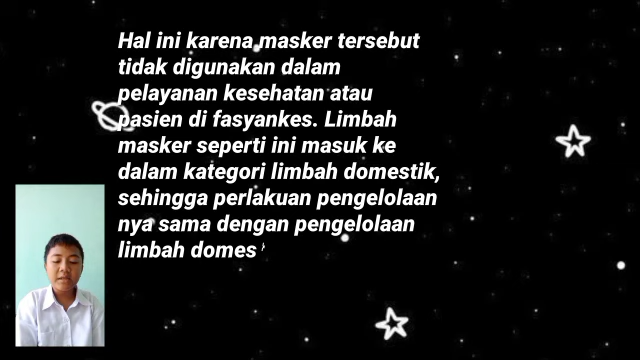 Hal ini karena masker tersebut
tidak digunakan dalam
pelayanan kesehatan atau
pasien di fasyankes. Limbah
masker seperti ini masuk ke
dalam kategori limbah domestik,
sehingga perlakuan pengelolaan
nya sama dengan pengelolaan
limbah domes